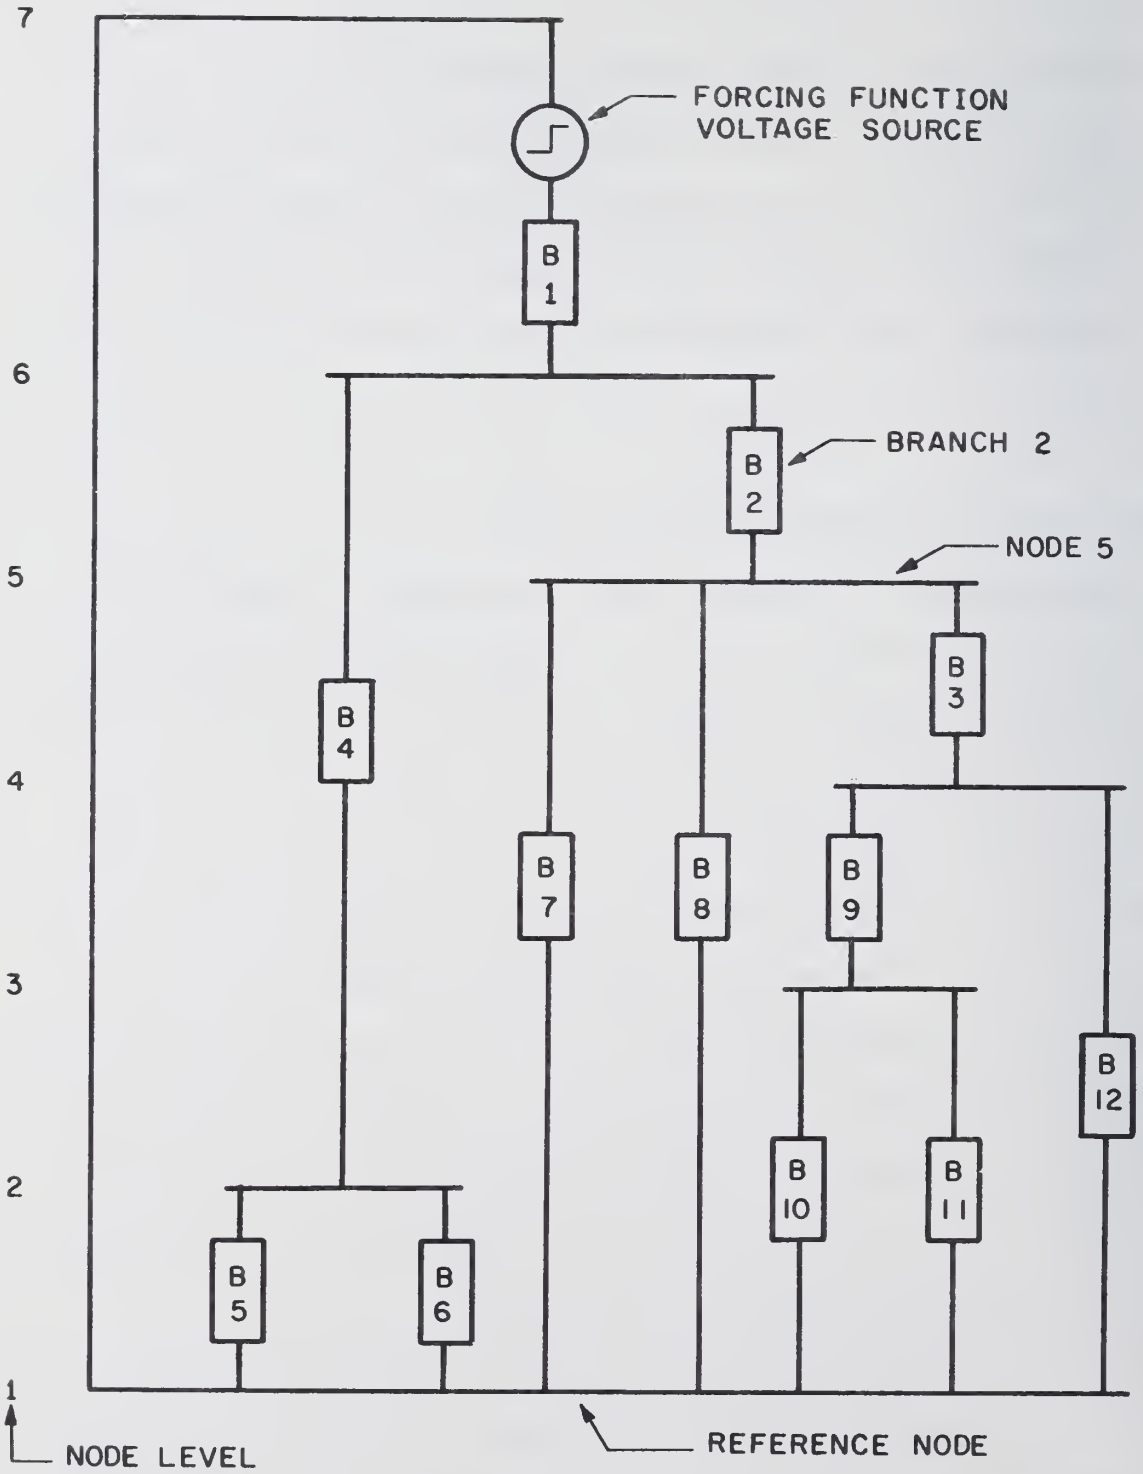 7
FORCING FUNCTION
VOLTAGE SOURCE
B
1
6
BRANCH 2
B
2
NODE 5
5
B
3
B
4
4
B
7
B
8
B
9
3
B
12
B
10
B
11
2
B
5
B
6
1
NODE LEVEL
REFERENCE NODE